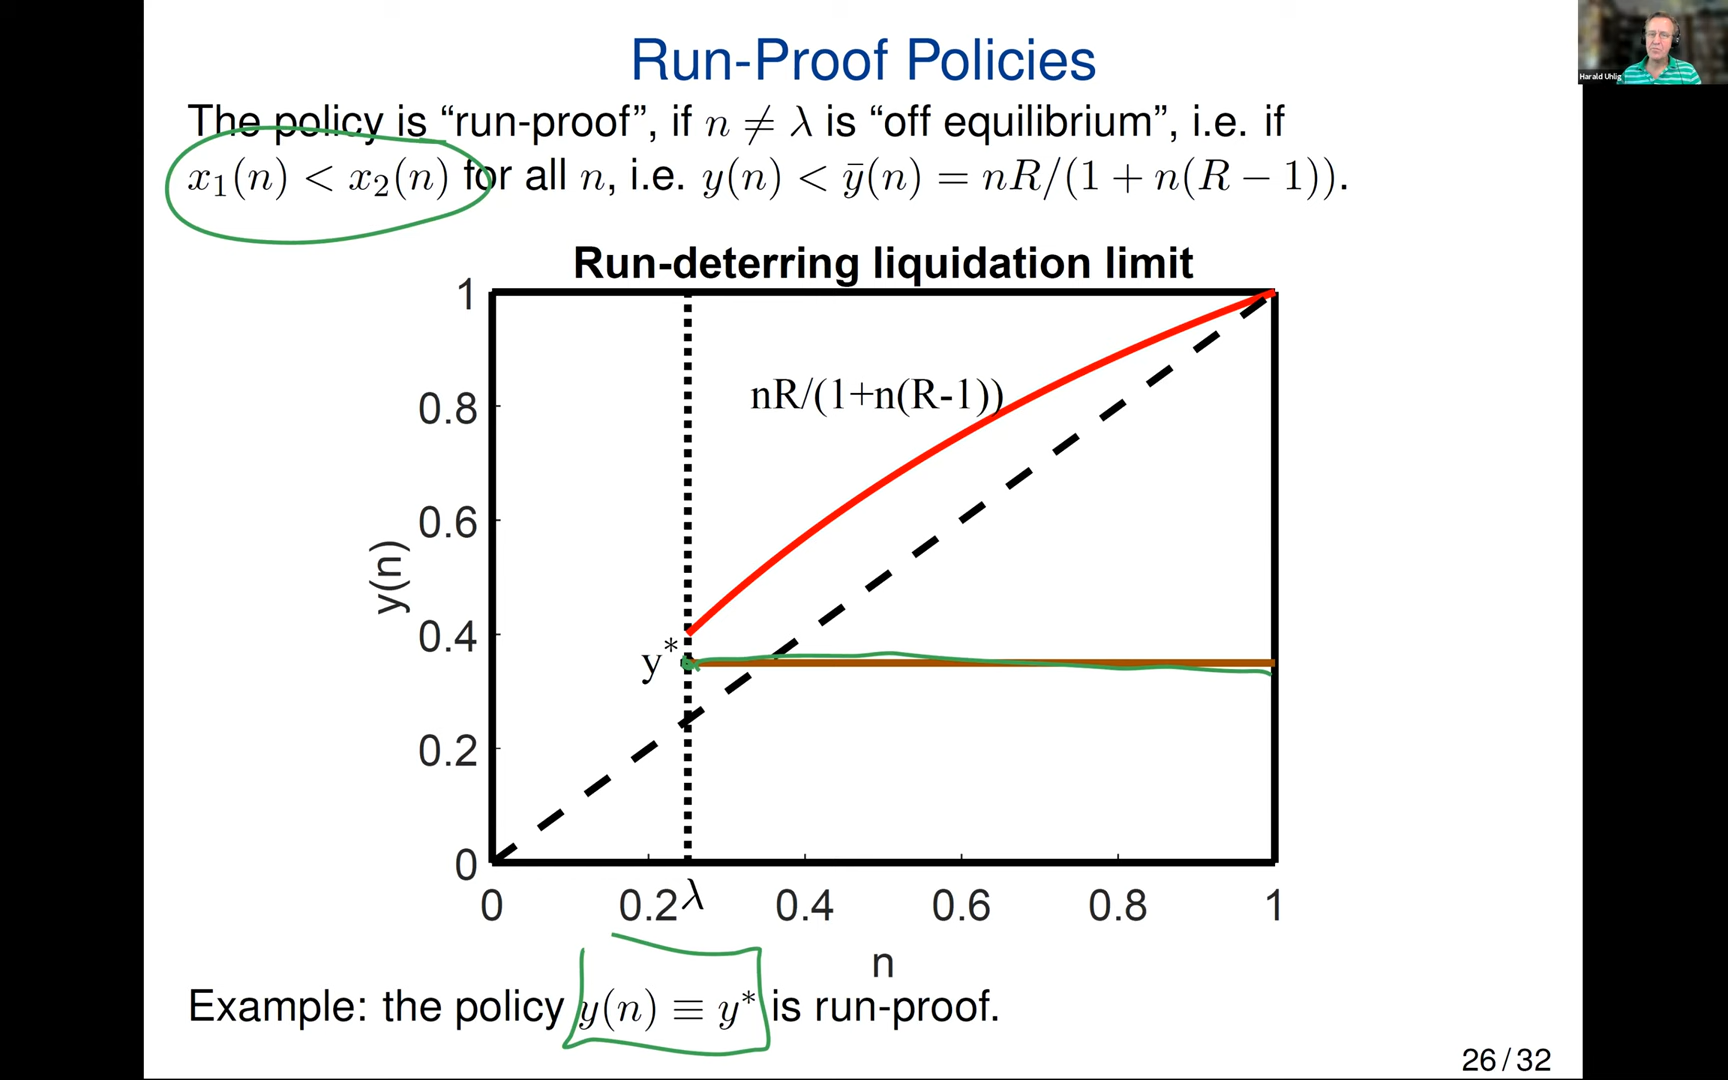 Run-Proof Policies
Harald Uhlig
The policy is “run-proof”, if n ≠ λ is “off equilibrium”, i.e. if
x₁(n) < x₂(n) for all n, i.e. y(n) < ȳ(n) = nR/(1 + n(R − 1)).
Run-deterring liquidation limit
1
0.8
0.6
0.4
0.2
0
y(n)
nR/(1+n(R-1))
y*
0 0.2 λ 0.4 0.6 0.8 1
n
Example: the policy y(n) ≡ y* is run-proof.
26 / 32